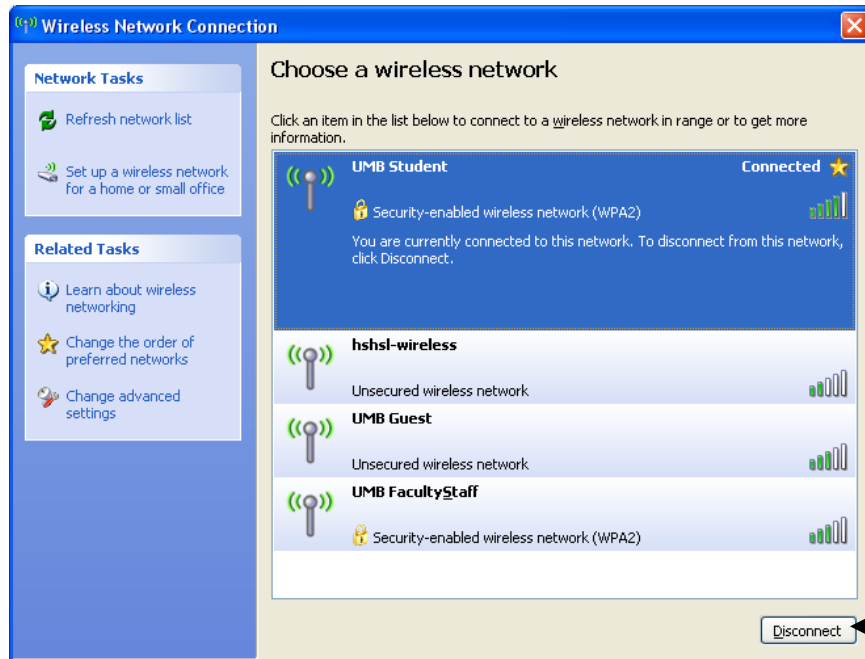 Wireless Network Connection
Network Tasks
Refresh network list
Set up a wireless network
for a home or small office
Related Tasks
Learn about wireless
networking
Change the order of
preferred networks
Change advanced
settings
Choose a wireless network
Click an item in the list below to connect to a wireless network in range or to get more
information.
UMB Student Connected
Security-enabled wireless network (WPA2)
You are currently connected to this network. To disconnect from this network,
click Disconnect.
hshsl-wireless
Unsecured wireless network
UMB Guest
Unsecured wireless network
UMB FacultyStaff
Security-enabled wireless network (WPA2)
Disconnect